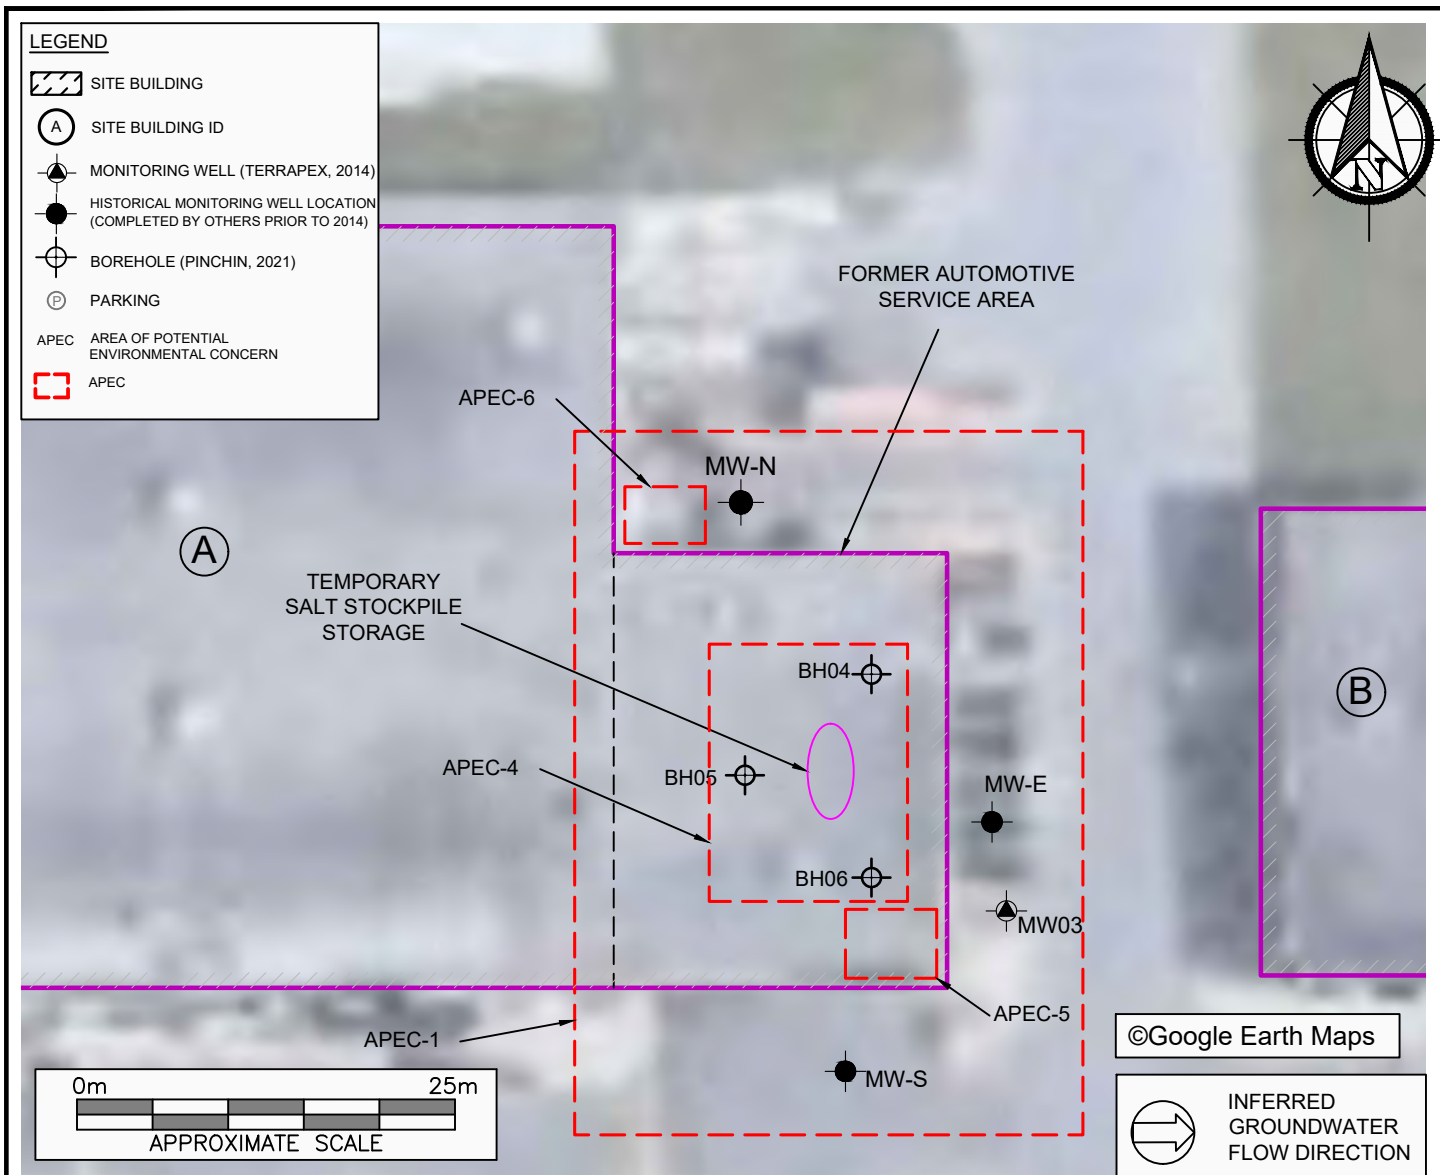 LEGEND
SITE BUILDING
A
SITE BUILDING ID
MONITORING WELL (TERRAPEX, 2014)
HISTORICAL MONITORING WELL LOCATION
(COMPLETED BY OTHERS PRIOR TO 2014)
BOREHOLE (PINCHIN, 2021)
P
PARKING
APEC
AREA OF POTENTIAL
ENVIRONMENTAL CONCERN
APEC
N
FORMER AUTOMOTIVE
SERVICE AREA
APEC-6
MW-N
A
TEMPORARY
SALT STOCKPILE
STORAGE
BH04
B
APEC-4
BH05
MW-E
BH06
MW03
APEC-5
APEC-1
MW-S
©Google Earth Maps
0m
25m
APPROXIMATE SCALE
INFERRED
GROUNDWATER
FLOW DIRECTION